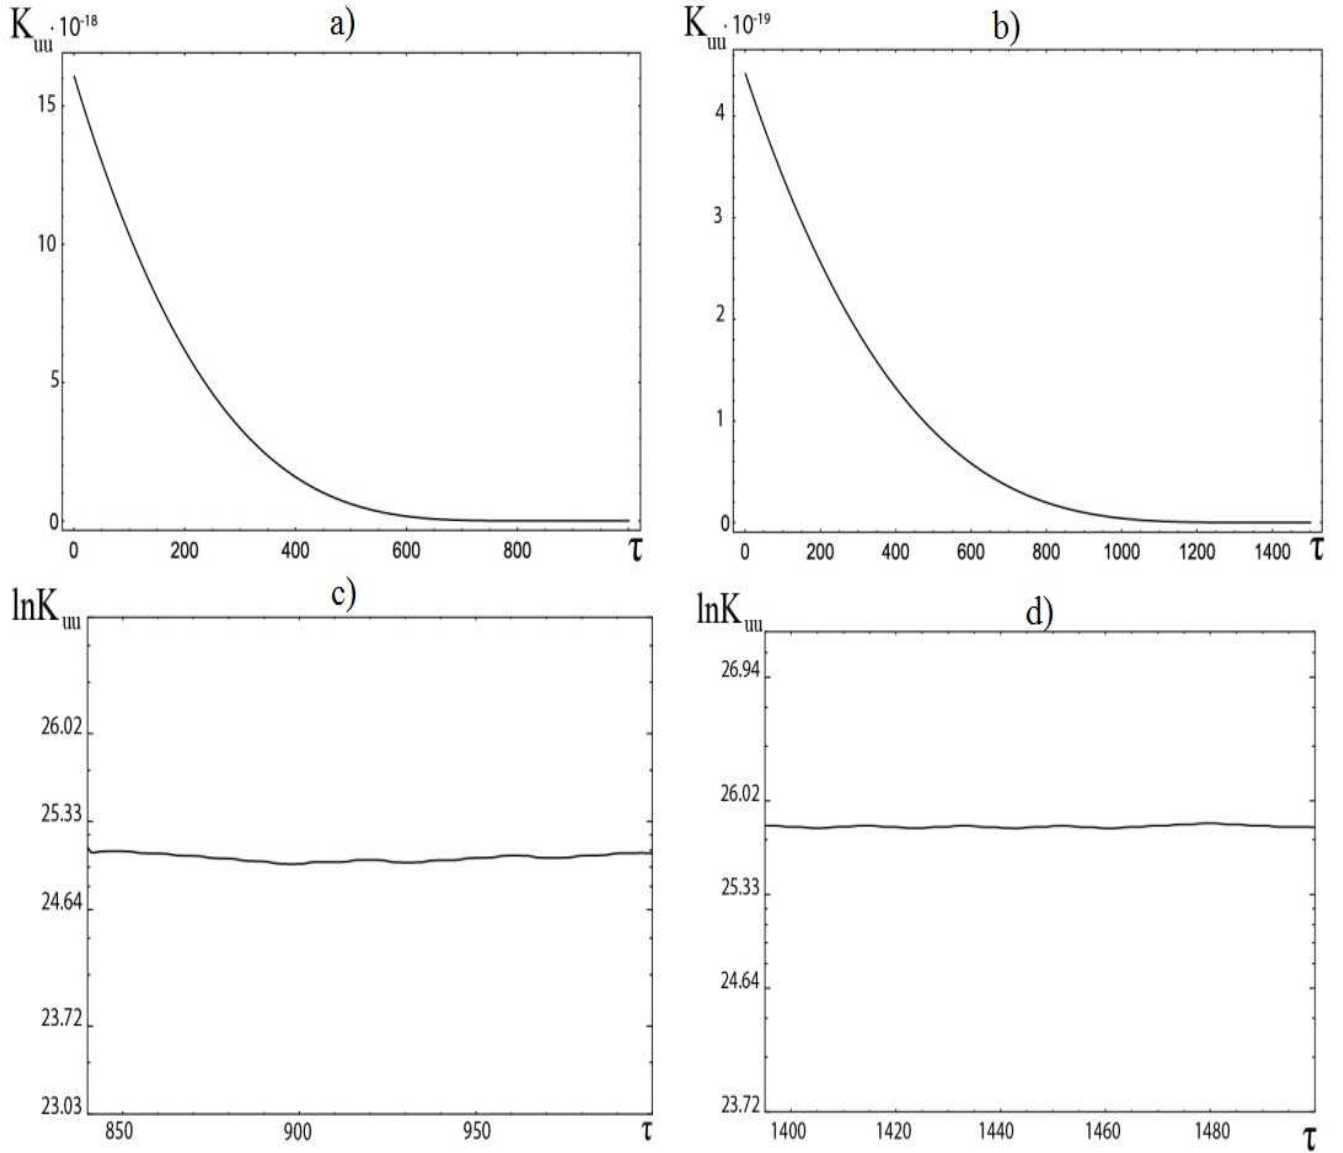 K_uu · 10^-18
a)
15
10
5
0
0 200 400 600 800 τ
K_uu · 10^-19
b)
4
3
2
1
0
0 200 400 600 800 1000 1200 1400 τ
lnK_uu
c)
26.02
25.33
24.64
23.72
23.03
850 900 950 τ
lnK_uu
d)
26.94
26.02
25.33
24.64
23.72
1400 1420 1440 1460 1480 τ